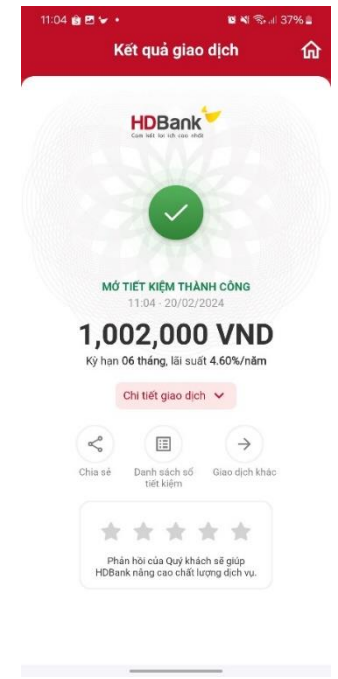 11:04
37%
Kết quả giao dịch
HDBank
Cam kết lợi ích cao nhất
MỞ TIẾT KIỆM THÀNH CÔNG
11:04 - 20/02/2024
1,002,000 VND
Kỳ hạn 06 tháng, lãi suất 4.60%/năm
Chi tiết giao dịch
Chia sẻ
Danh sách sổ
tiết kiệm
Giao dịch khác
Phản hồi của Quý khách sẽ giúp
HDBank nâng cao chất lượng dịch vụ.